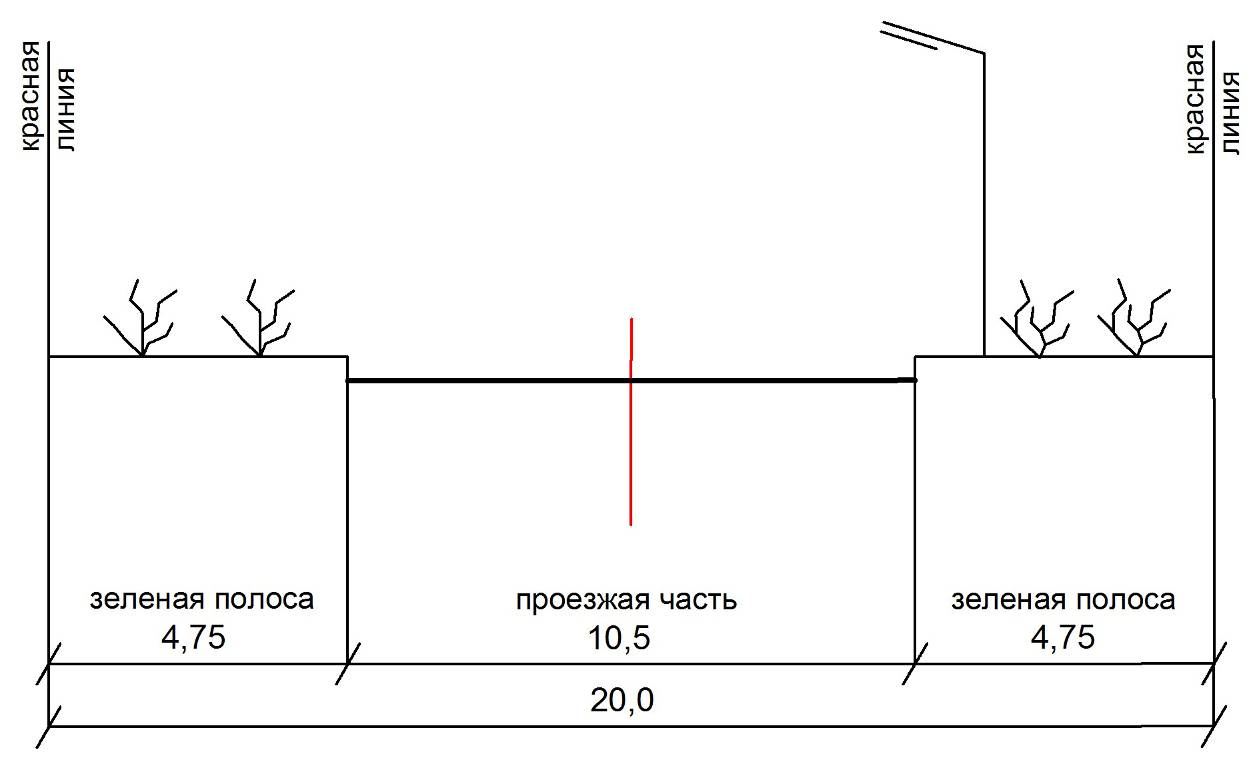 красная
линия
красная
линия
зеленая полоса
4,75
проезжая часть
10,5
зеленая полоса
4,75
20,0